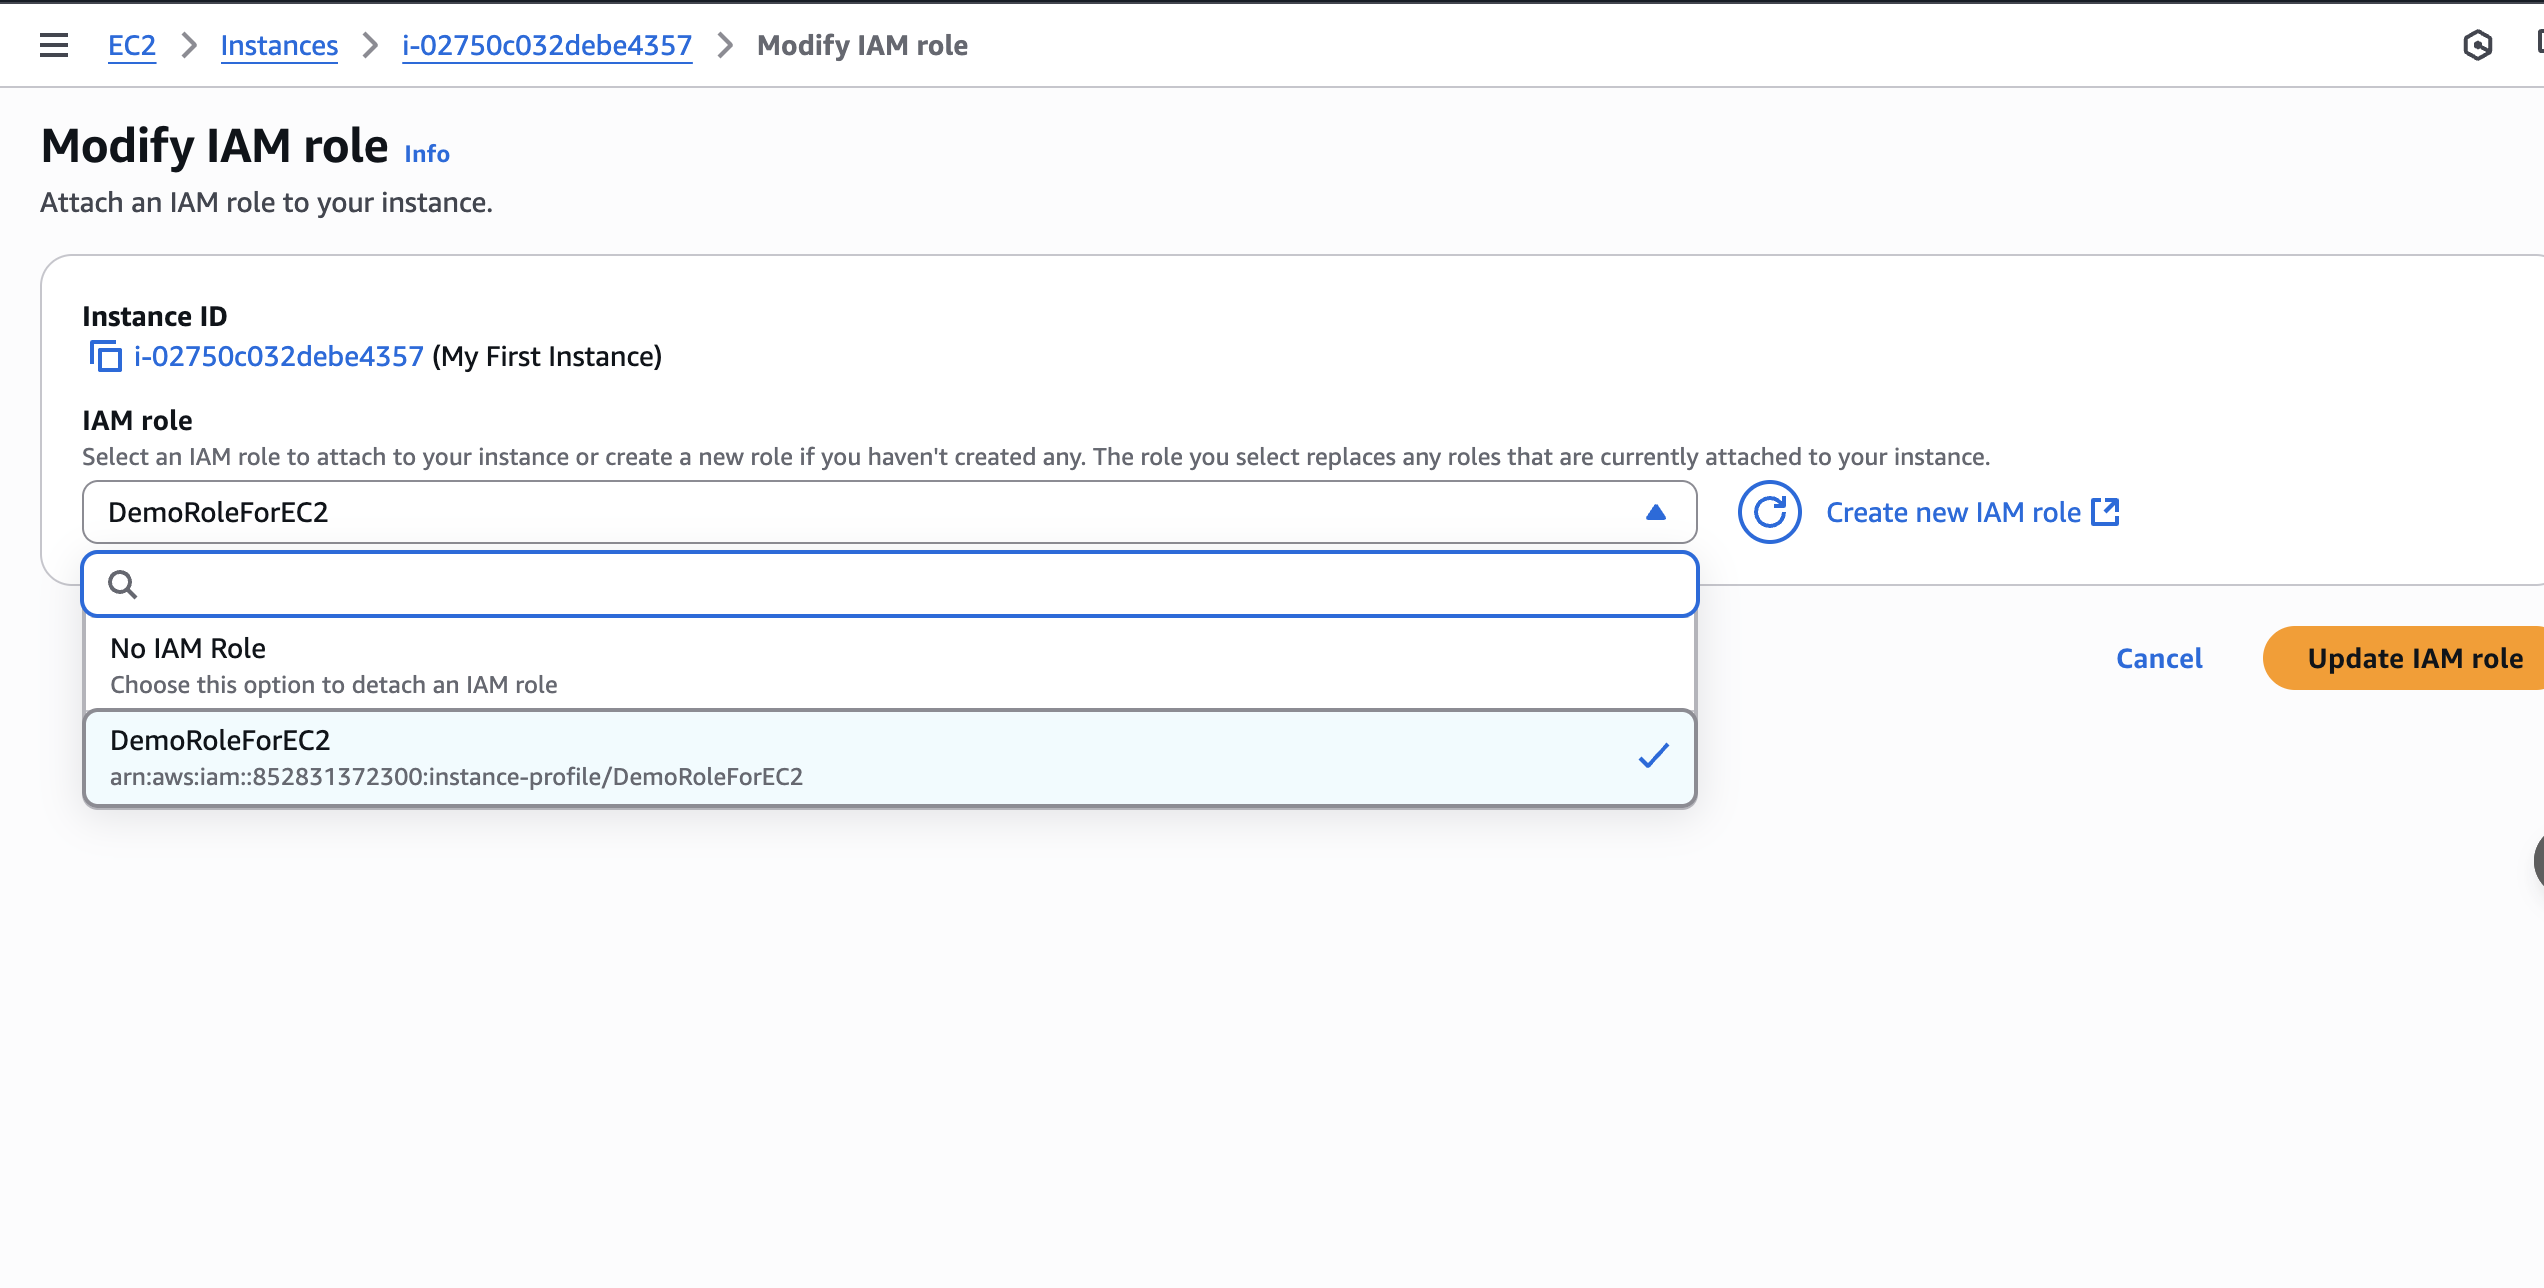 EC2 > Instances > i-02750c032debe4357 > Modify IAM role
Modify IAM role Info
Attach an IAM role to your instance.
Instance ID
i-02750c032debe4357 (My First Instance)
IAM role
Select an IAM role to attach to your instance or create a new role if you haven't created any. The role you select replaces any roles that are currently attached to your instance.
DemoRoleForEC2
Create new IAM role
No IAM Role
Choose this option to detach an IAM role
Cancel
Update IAM role
DemoRoleForEC2
arn:aws:iam::852831372300:instance-profile/DemoRoleForEC2